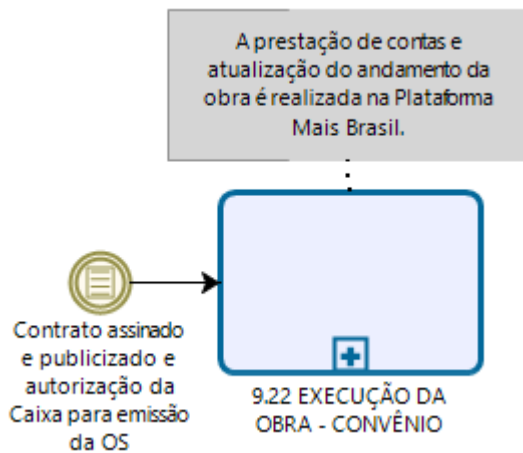 A prestação de contas e
atualização do andamento da
obra é realizada na Plataforma
Mais Brasil.
Contrato assinado
e publicizado e
autorização da
Caixa para emissão
da OS
9.22 EXECUÇÃO DA
OBRA - CONVÊNIO